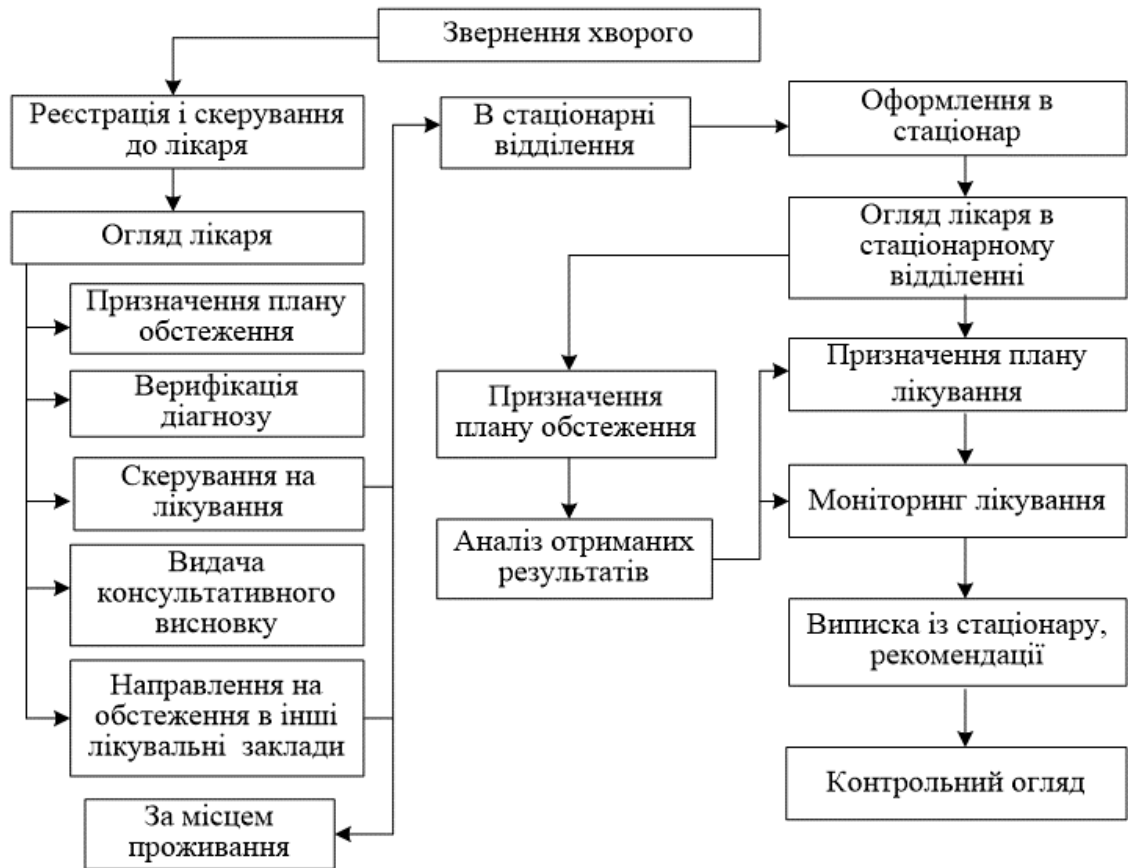 Звернення хворого
Реєстрація і скерування
до лікаря
Огляд лікаря
Призначення плану
обстеження
Верифікація
діагнозу
Скерування на
лікування
Видача
консультативного
висновку
Направлення на
обстеження в інші
лікувальні заклади
За місцем
проживання
В стаціонарні
відділення
Оформлення в
стаціонар
Огляд лікаря в
стаціонарному
відділенні
Призначення
плану обстеження
Аналіз отриманих
результатів
Призначення плану
лікування
Моніторинг лікування
Виписка із стаціонару,
рекомендації
Контрольний огляд